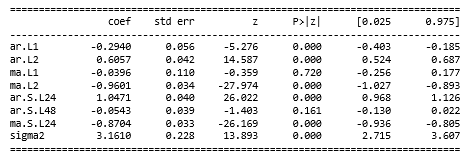 ==============================================================================
                 coef    std err          z      P>|z|      [0.025      0.975]
------------------------------------------------------------------------------
ar.L1         -0.2940      0.056     -5.276      0.000      -0.403      -0.185
ar.L2          0.6057      0.042     14.587      0.000       0.524       0.687
ma.L1         -0.0396      0.110     -0.359      0.720      -0.256       0.177
ma.L2         -0.9601      0.034    -27.974      0.000      -1.027      -0.893
ar.S.L24       1.0471      0.040     26.022      0.000       0.968       1.126
ar.S.L48      -0.0543      0.039     -1.403      0.161      -0.130       0.022
ma.S.L24      -0.8704      0.033    -26.169      0.000      -0.936      -0.805
sigma2         3.1610      0.228     13.893      0.000       2.715       3.607
==============================================================================